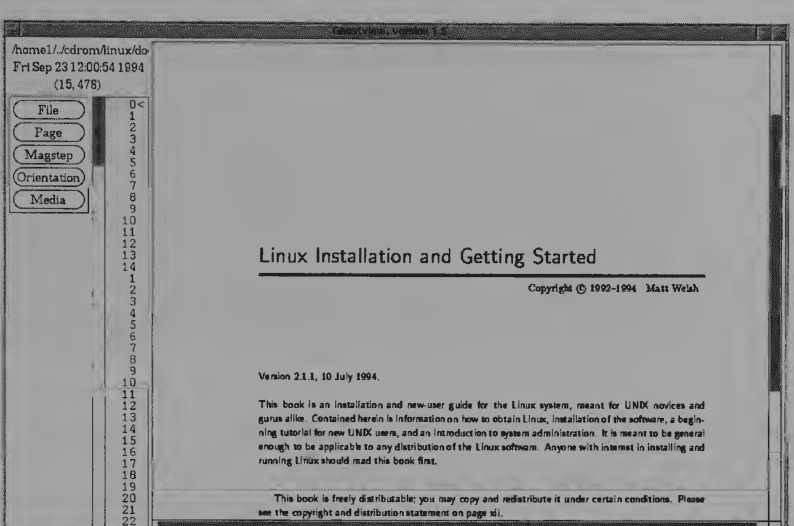 Ghostview, version 1.5
/home1/../cdrom/linux/do
Fri Sep 23 12:00:54 1994
(15, 478)
File
Page
Magstep
Orientation
Media
0<
1
2
3
4
5
6
7
8
9
10
11
12
13
14
1
2
3
4
5
6
7
8
9
10
11
12
13
14
15
16
17
18
19
20
21
22
Linux Installation and Getting Started
Copyright © 1992-1994 Matt Welsh
Version 2.1.1, 10 July 1994.
This book is an installation and new-user guide for the Linux system, meant for UNIX novices and
gurus alike. Contained herein is information on how to obtain Linux, installation of the software, a begin-
ning tutorial for new UNIX users, and an introduction to system administration. It is meant to be general
enough to be applicable to any distribution of the Linux software. Anyone with interest in installing and
running Linux should read this book first.
This book is freely distributable; you may copy and redistribute it under certain conditions. Please
see the copyright and distribution statement on page xii.